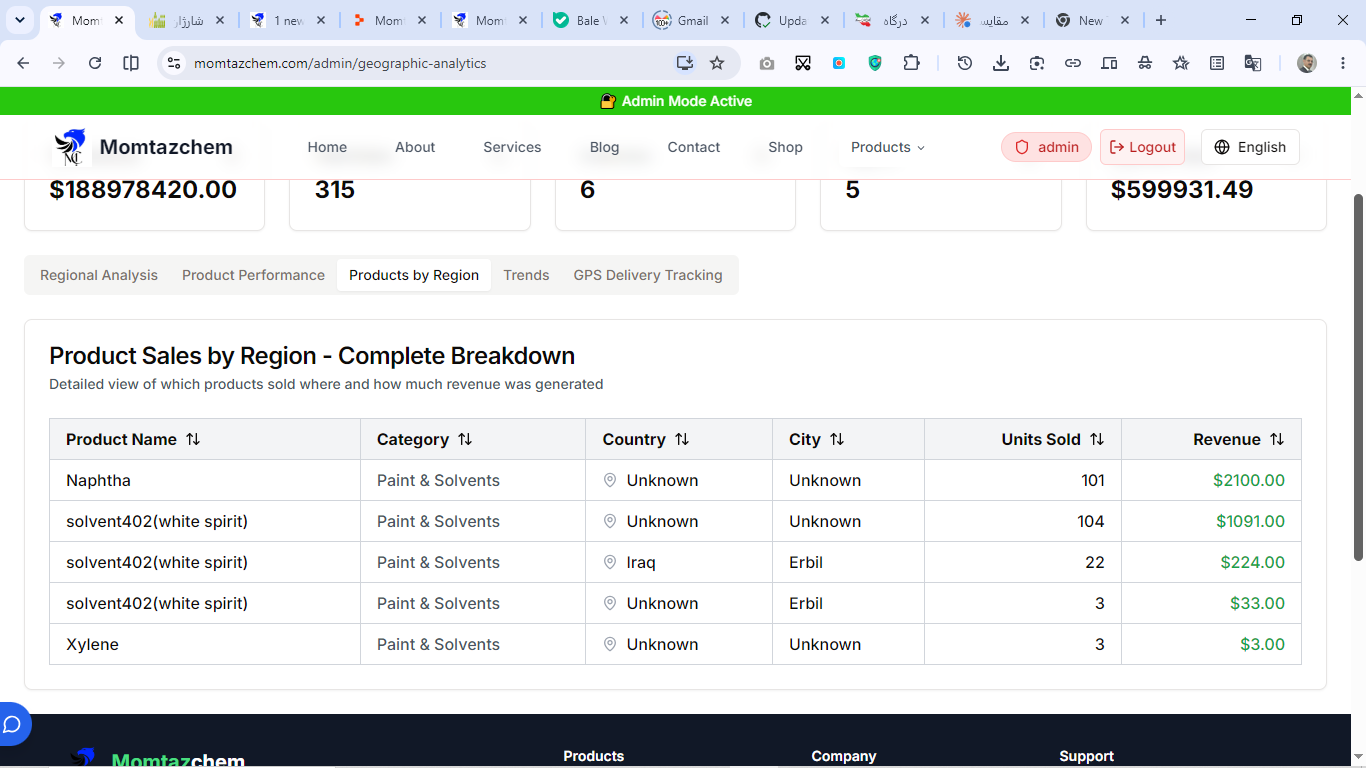 Momt
شارژار
1 new
Momt
Momt
Bale W
Gmail
Upda
درگاه
مقایسه
New T
momtazchem.com/admin/geographic-analytics
Admin Mode Active
Momtazchem
Home
About
Services
Blog
Contact
Shop
Products
admin
Logout
English
$188978420.00
315
6
5
$599931.49
Regional Analysis
Product Performance
Products by Region
Trends
GPS Delivery Tracking
Product Sales by Region - Complete Breakdown
Detailed view of which products sold where and how much revenue was generated
Product Name Category Country City Units Sold Revenue
Naphtha Paint & Solvents Unknown Unknown 101 $2100.00
solvent402(white spirit) Paint & Solvents Unknown Unknown 104 $1091.00
solvent402(white spirit) Paint & Solvents Iraq Erbil 22 $224.00
solvent402(white spirit) Paint & Solvents Unknown Erbil 3 $33.00
Xylene Paint & Solvents Unknown Unknown 3 $3.00
Momtazchem
Products
Company
Support